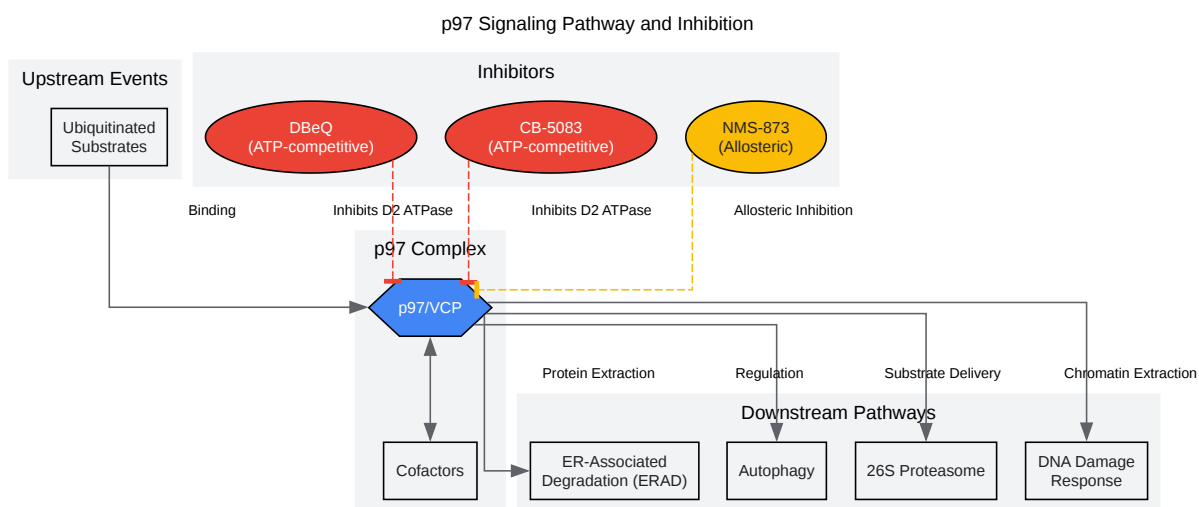 p97 Signaling Pathway and Inhibition
Upstream Events
Ubiquitinated
Substrates
Inhibitors
DBeQ
(ATP-competitive)
CB-5083
(ATP-competitive)
NMS-873
(Allosteric)
Binding
Inhibits D2 ATPase
Inhibits D2 ATPase
Allosteric Inhibition
p97 Complex
p97/VCP
Cofactors
Protein Extraction
Regulation
Substrate Delivery
Chromatin Extraction
Downstream Pathways
ER-Associated
Degradation (ERAD)
Autophagy
26S Proteasome
DNA Damage
Response